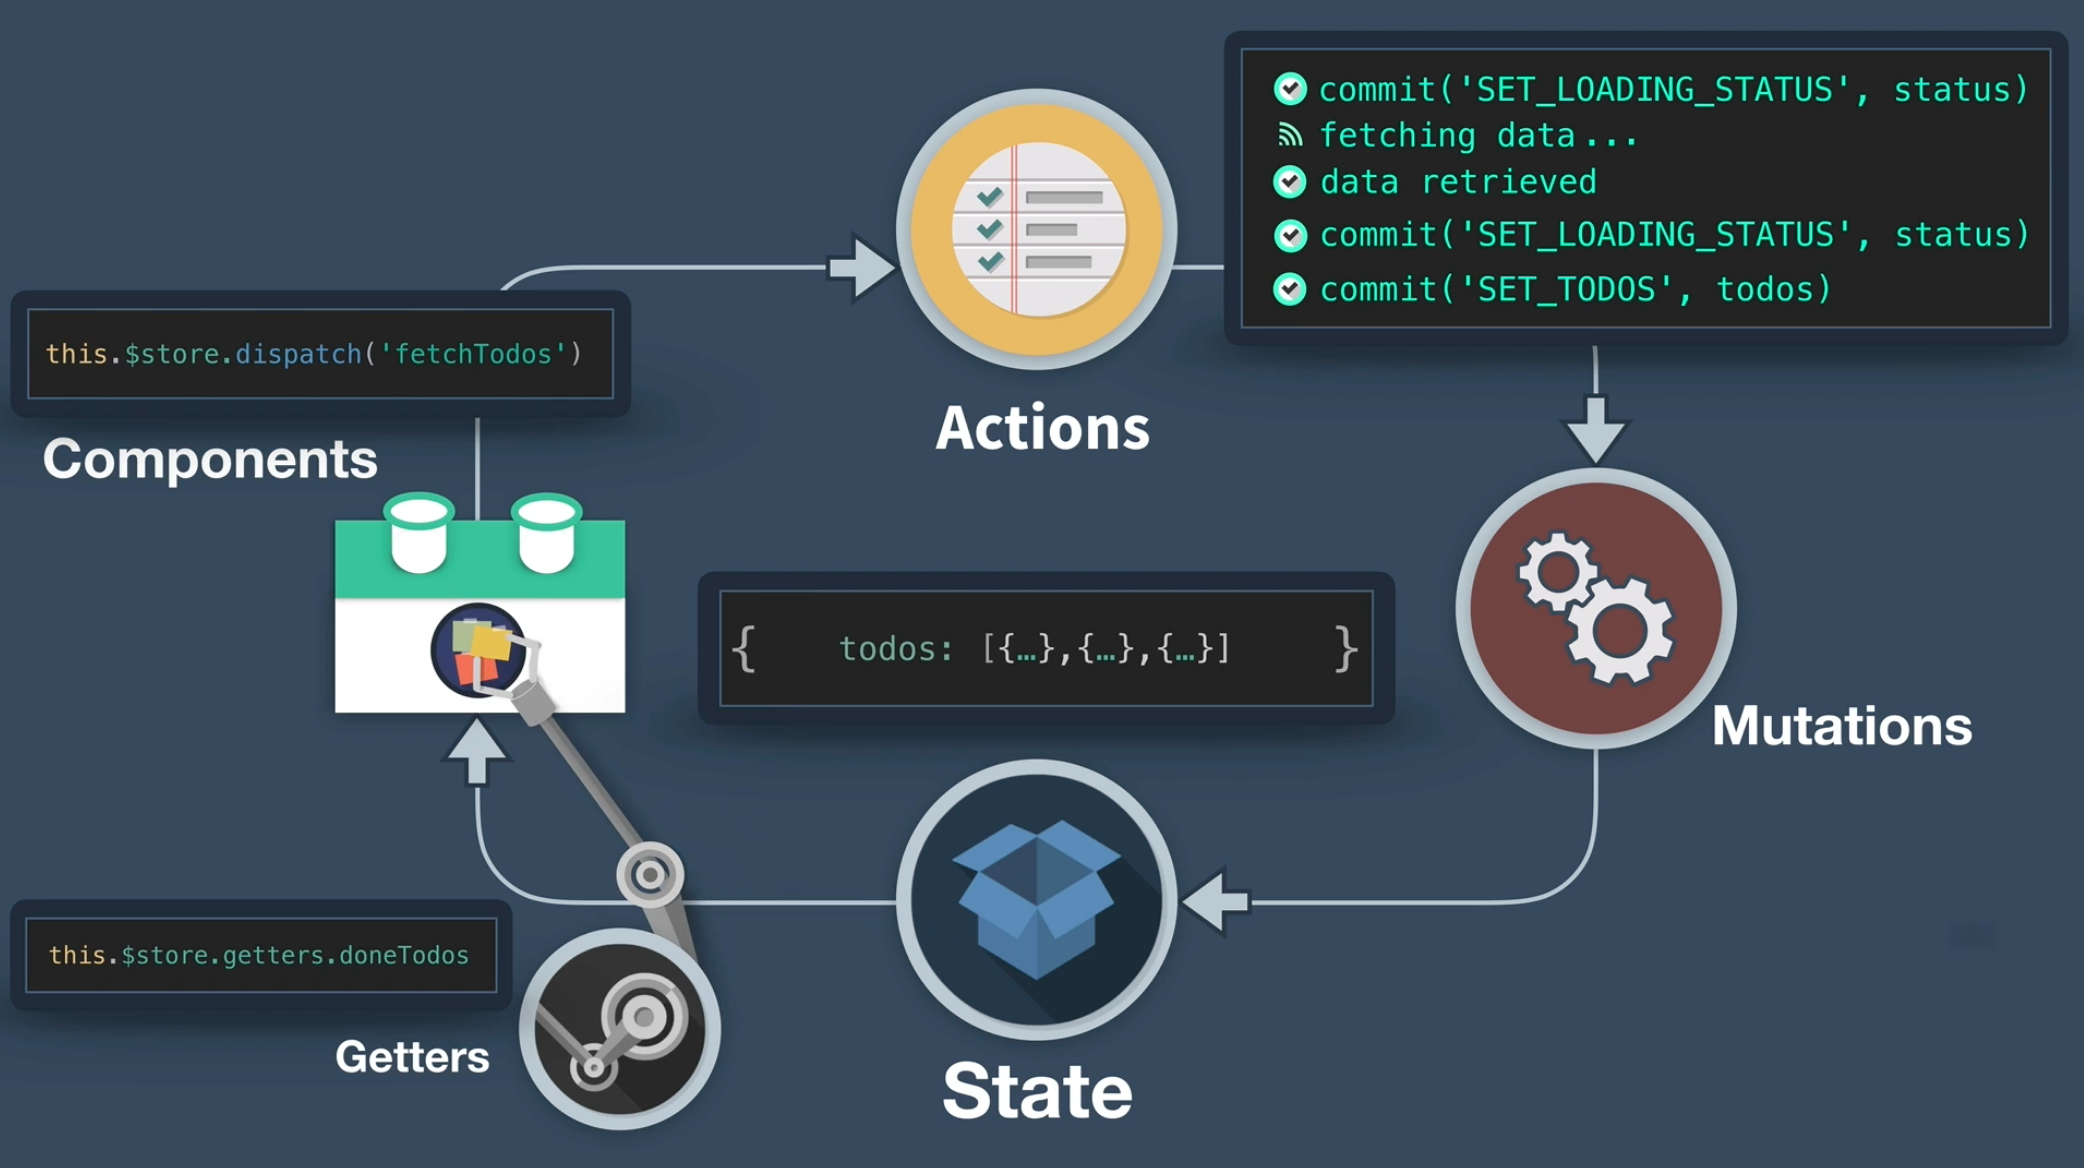 commit('SET_LOADING_STATUS', status)
fetching data...
data retrieved
commit('SET_LOADING_STATUS', status)
commit('SET_TODOS', todos)
this.$store.dispatch('fetchTodos')
Actions
Components
{ todos: [{…},{…},{…}] }
Mutations
this.$store.getters.doneTodos
Getters
State